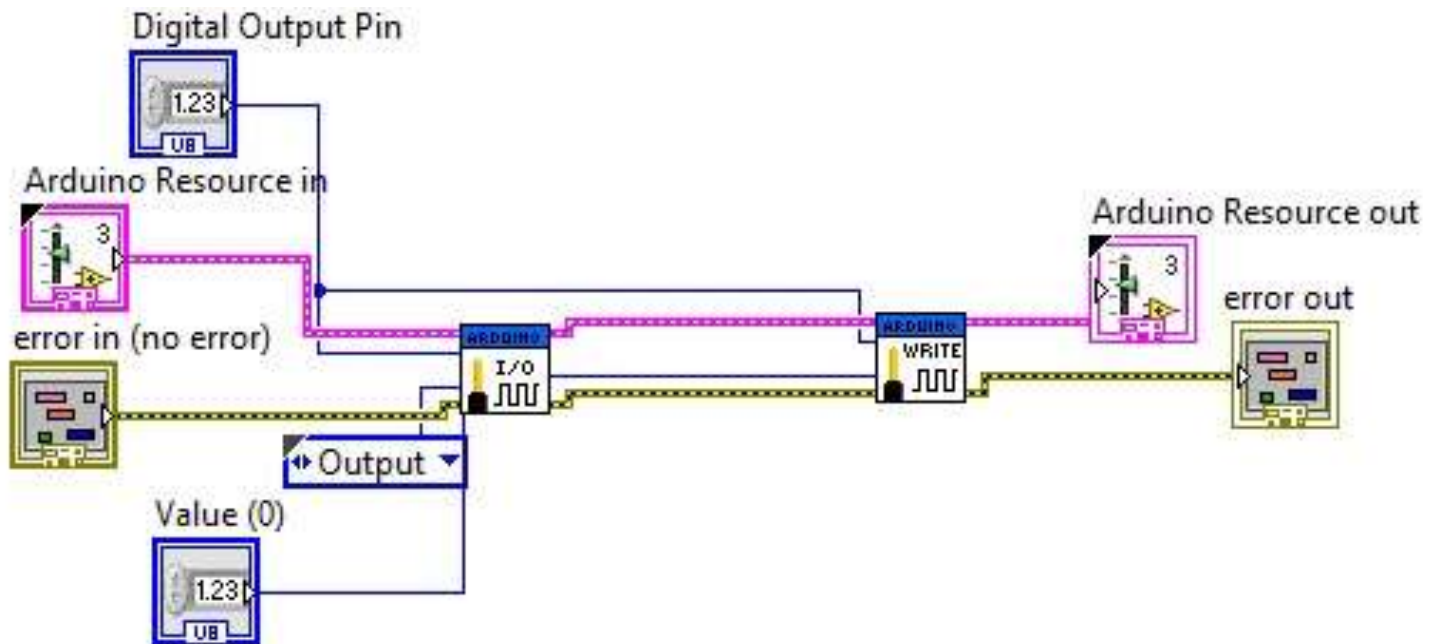 Digital Output Pin
1.23
U8
Arduino Resource in
3
Arduino Resource out
3
error in (no error)
ARDUINO
I/O
ARDUINO
WRITE
error out
Output
Value (0)
1.23
U8